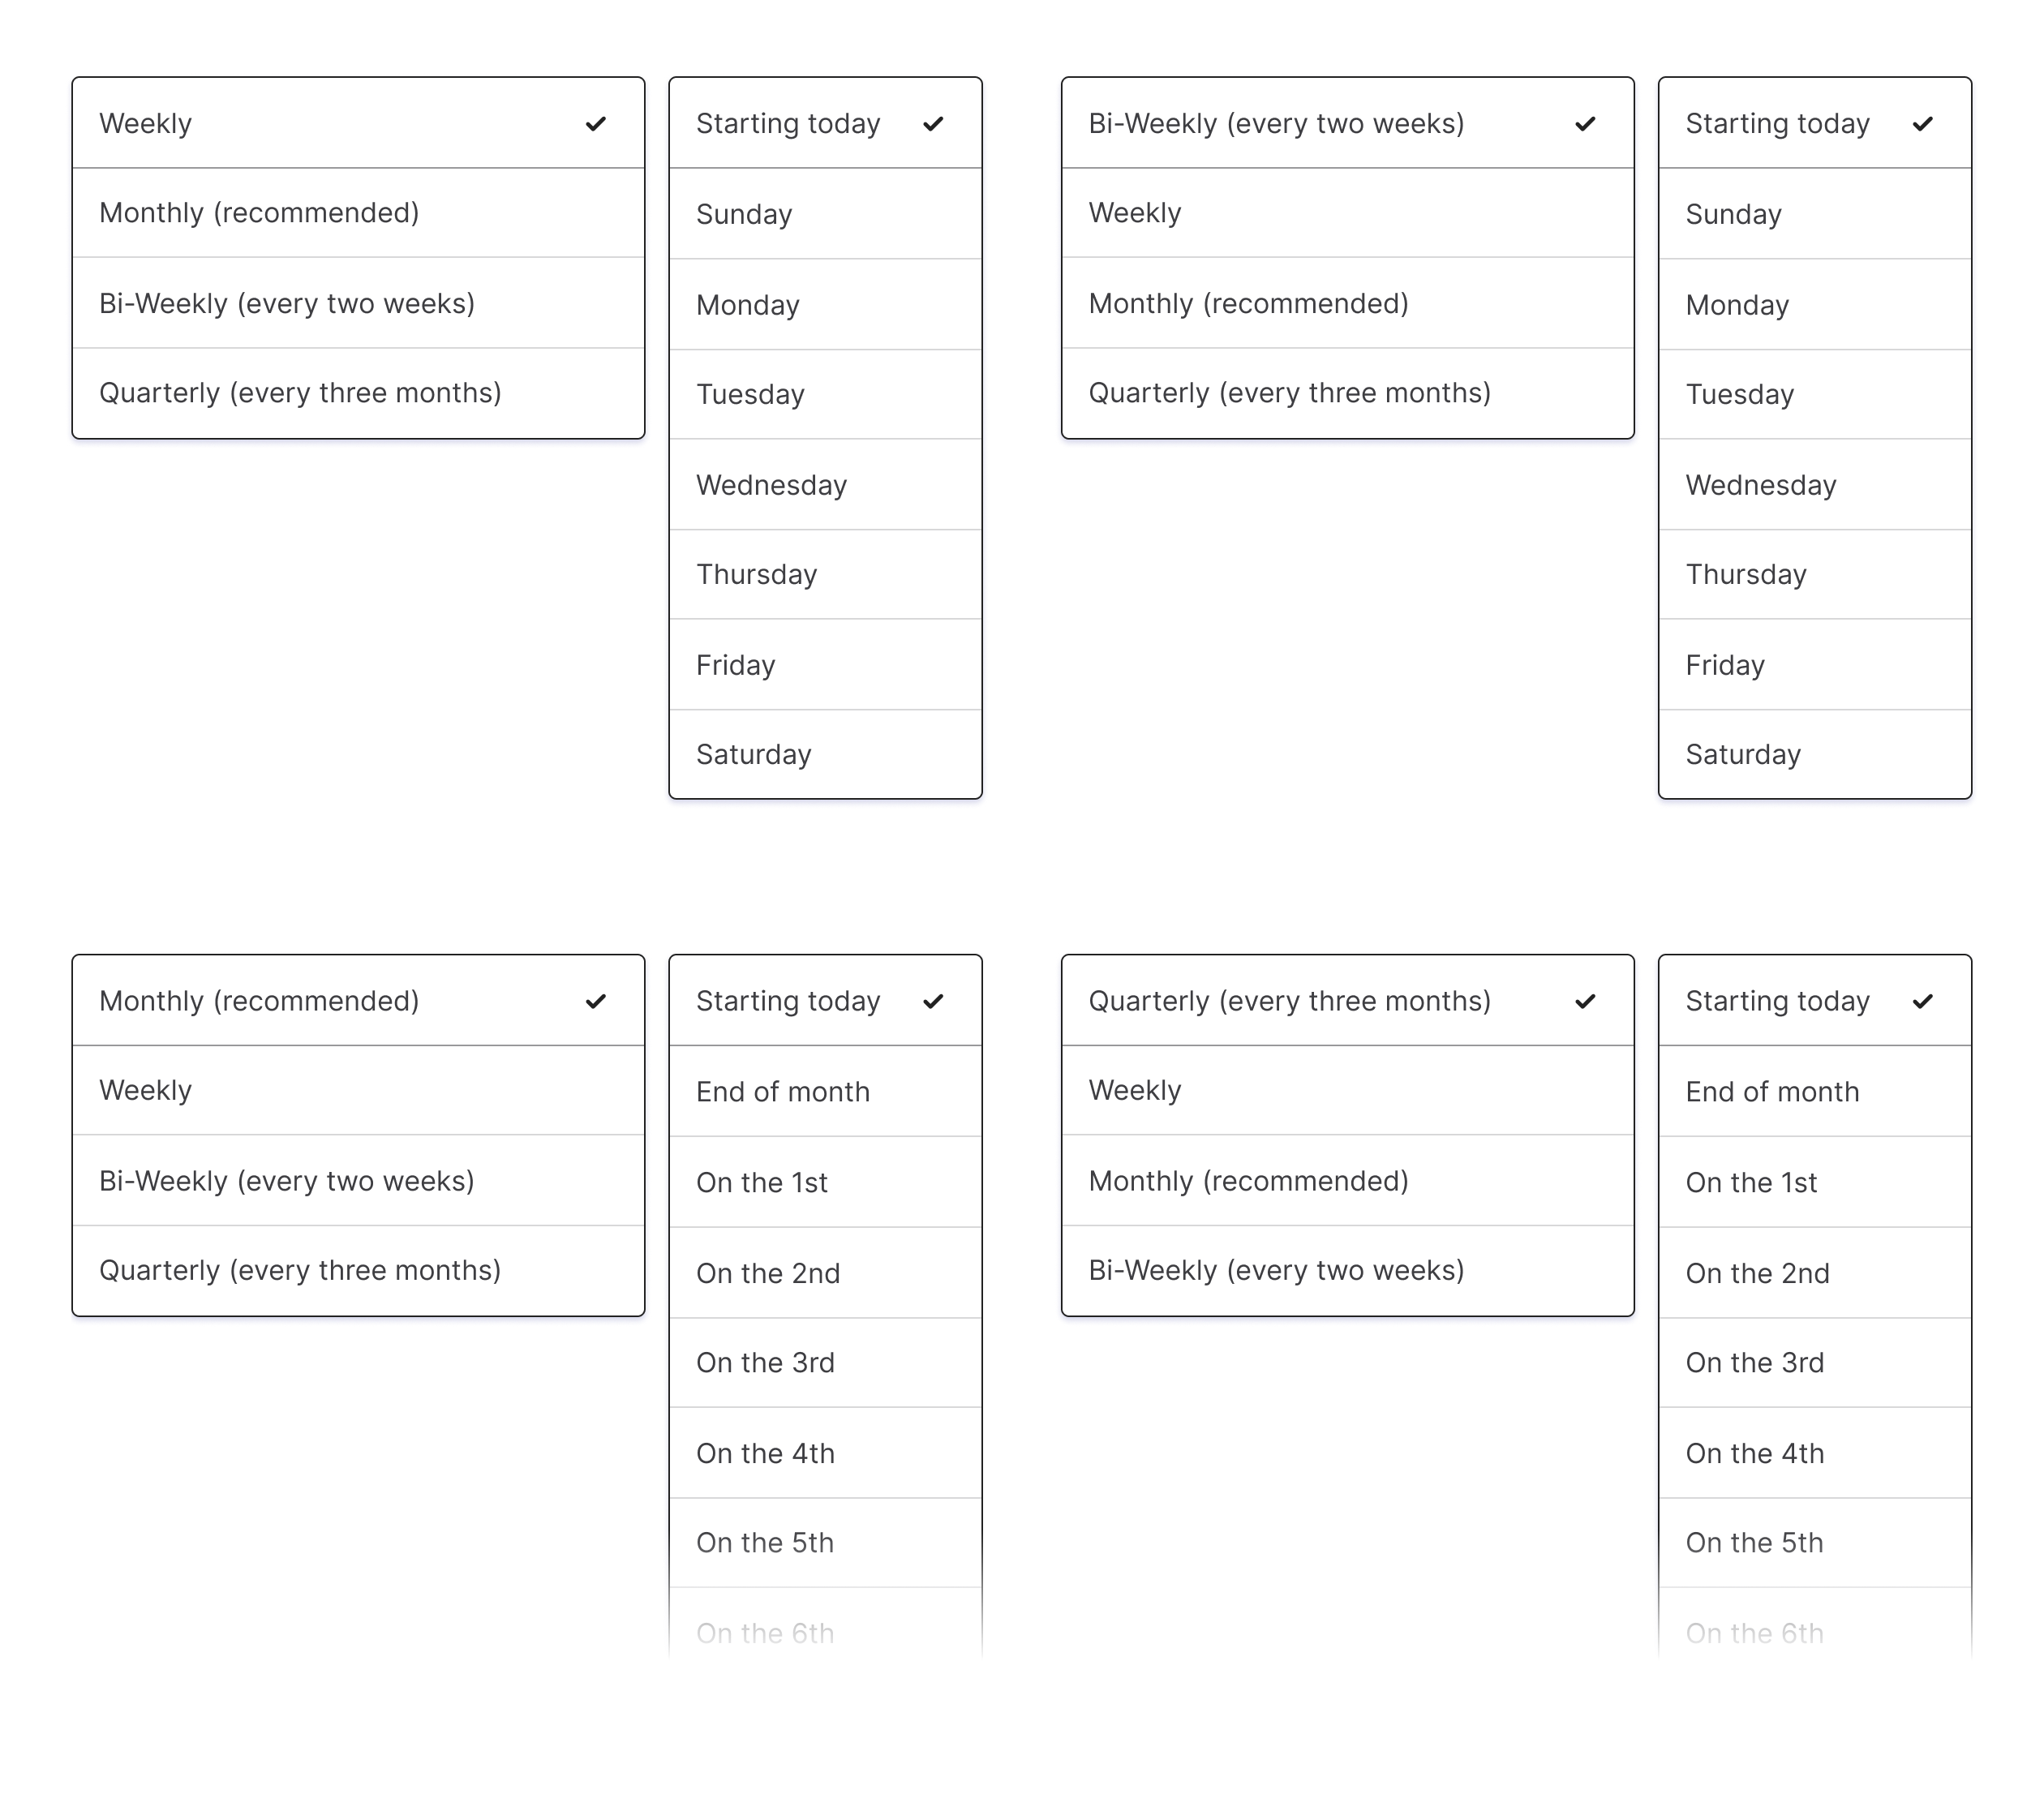 Weekly
Monthly (recommended)
Bi-Weekly (every two weeks)
Quarterly (every three months)
Starting today
Sunday
Monday
Tuesday
Wednesday
Thursday
Friday
Saturday
Bi-Weekly (every two weeks)
Weekly
Monthly (recommended)
Quarterly (every three months)
Starting today
Sunday
Monday
Tuesday
Wednesday
Thursday
Friday
Saturday
Monthly (recommended)
Weekly
Bi-Weekly (every two weeks)
Quarterly (every three months)
Starting today
End of month
On the 1st
On the 2nd
On the 3rd
On the 4th
On the 5th
On the 6th
Quarterly (every three months)
Weekly
Monthly (recommended)
Bi-Weekly (every two weeks)
Starting today
End of month
On the 1st
On the 2nd
On the 3rd
On the 4th
On the 5th
On the 6th